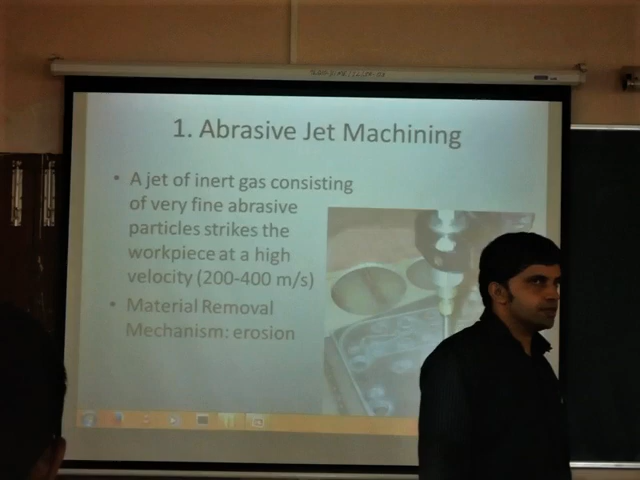 1. Abrasive Jet Machining
• A jet of inert gas consisting
of very fine abrasive
particles strikes the
workpiece at a high
velocity (200-400 m/s)
• Material Removal
Mechanism: erosion